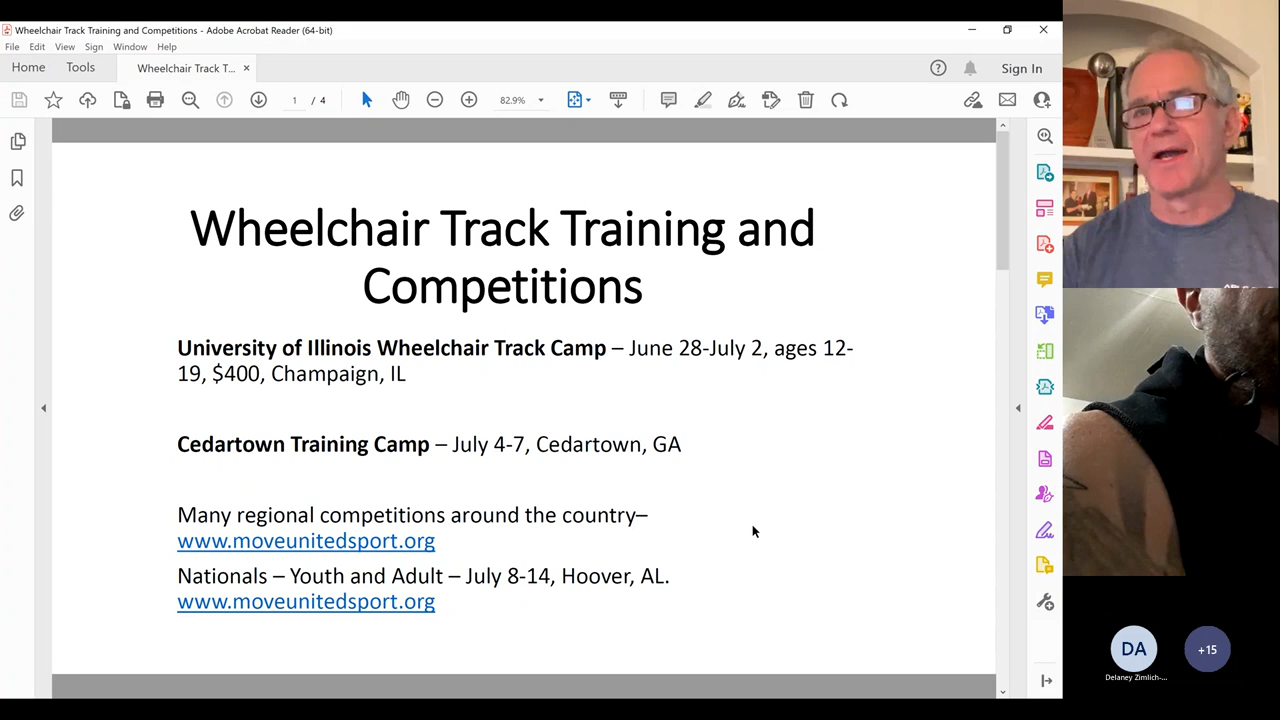 Wheelchair Track Training and Competitions - Adobe Acrobat Reader (64-bit)
File Edit View Sign Window Help
Home Tools Wheelchair Track T... × Sign In
1 / 4 82.9%
Wheelchair Track Training and
Competitions
University of Illinois Wheelchair Track Camp – June 28-July 2, ages 12-
19, $400, Champaign, IL
Cedartown Training Camp – July 4-7, Cedartown, GA
Many regional competitions around the country–
www.moveunitedsport.org
Nationals – Youth and Adult – July 8-14, Hoover, AL.
www.moveunitedsport.org
DA
+15
Delaney Zimlich-...